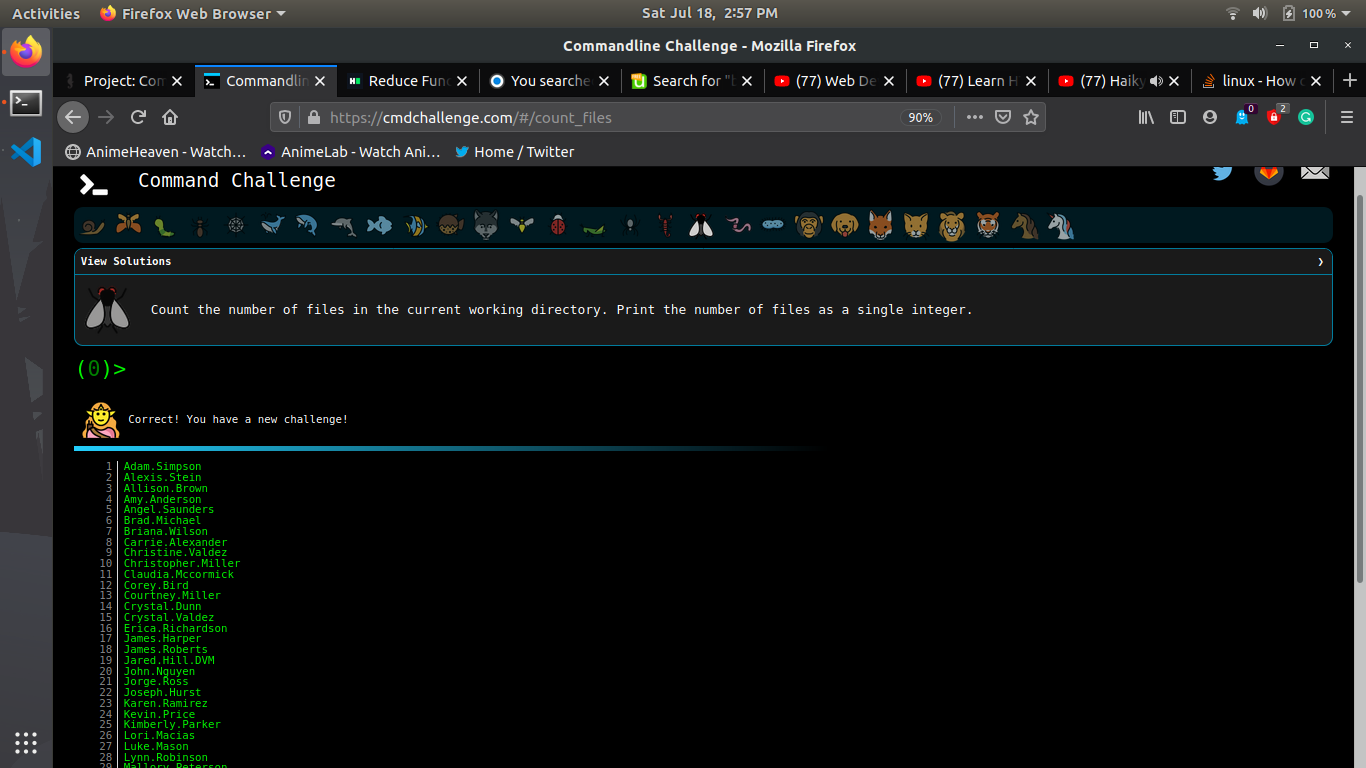 Activities Firefox Web Browser Sat Jul 18, 2:57 PM 100%
Commandline Challenge - Mozilla Firefox
Project: Com Commandlin Reduce Func You searche Search for "b (77) Web De (77) Learn H (77) Haiky linux - How
https://cmdchallenge.com/#/count_files 90% 0 2
AnimeHeaven - Watch… AnimeLab - Watch Ani… Home / Twitter
Command Challenge
View Solutions
Count the number of files in the current working directory. Print the number of files as a single integer.
(0)>
Correct! You have a new challenge!
1 Adam.Simpson
2 Alexis.Stein
3 Allison.Brown
4 Amy.Anderson
5 Angel.Saunders
6 Brad.Michael
7 Briana.Wilson
8 Carrie.Alexander
9 Christine.Valdez
10 Christopher.Miller
11 Claudia.Mccormick
12 Corey.Bird
13 Courtney.Miller
14 Crystal.Dunn
15 Crystal.Valdez
16 Erica.Richardson
17 James.Harper
18 James.Roberts
19 Jared.Hill.DVM
20 John.Nguyen
21 Jorge.Ross
22 Joseph.Hurst
23 Karen.Ramirez
24 Kevin.Price
25 Kimberly.Parker
26 Lori.Macias
27 Luke.Mason
28 Lynn.Robinson
29 Mallory.Peterson